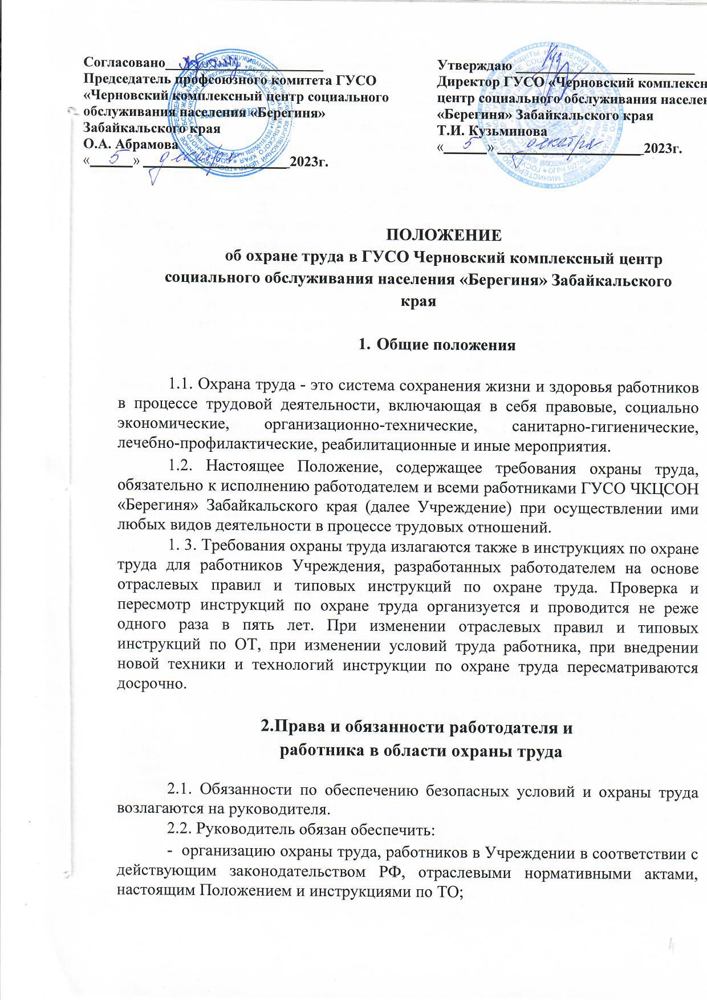 Согласовано____________________
Председатель профсоюзного комитета ГУСО
«Черновский комплексный центр социального
обслуживания населения «Берегиня»
Забайкальского края
О.А. Абрамова
« 5 » декабря 2023г.
Утверждаю ________________________
Директор ГУСО «Черновский комплексн
центр социального обслуживания населен
«Берегиня» Забайкальского края
Т.И. Кузьминова
« 5 » декабря 2023г.
ПОЛОЖЕНИЕ
об охране труда в ГУСО Черновский комплексный центр
социального обслуживания населения «Берегиня» Забайкальского
края
1. Общие положения
1.1. Охрана труда - это система сохранения жизни и здоровья работников
в процессе трудовой деятельности, включающая в себя правовые, социально
экономические, организационно-технические, санитарно-гигиенические,
лечебно-профилактические, реабилитационные и иные мероприятия.
1.2. Настоящее Положение, содержащее требования охраны труда,
обязательно к исполнению работодателем и всеми работниками ГУСО ЧКЦСОН
«Берегиня» Забайкальского края (далее Учреждение) при осуществлении ими
любых видов деятельности в процессе трудовых отношений.
1. 3. Требования охраны труда излагаются также в инструкциях по охране
труда для работников Учреждения, разработанных работодателем на основе
отраслевых правил и типовых инструкций по охране труда. Проверка и
пересмотр инструкций по охране труда организуется и проводится не реже
одного раза в пять лет. При изменении отраслевых правил и типовых
инструкций по ОТ, при изменении условий труда работника, при внедрении
новой техники и технологий инструкции по охране труда пересматриваются
досрочно.
2.Права и обязанности работодателя и
работника в области охраны труда
2.1. Обязанности по обеспечению безопасных условий и охраны труда
возлагаются на руководителя.
2.2. Руководитель обязан обеспечить:
- организацию охраны труда, работников в Учреждении в соответствии с
действующим законодательством РФ, отраслевыми нормативными актами,
настоящим Положением и инструкциями по ТО;